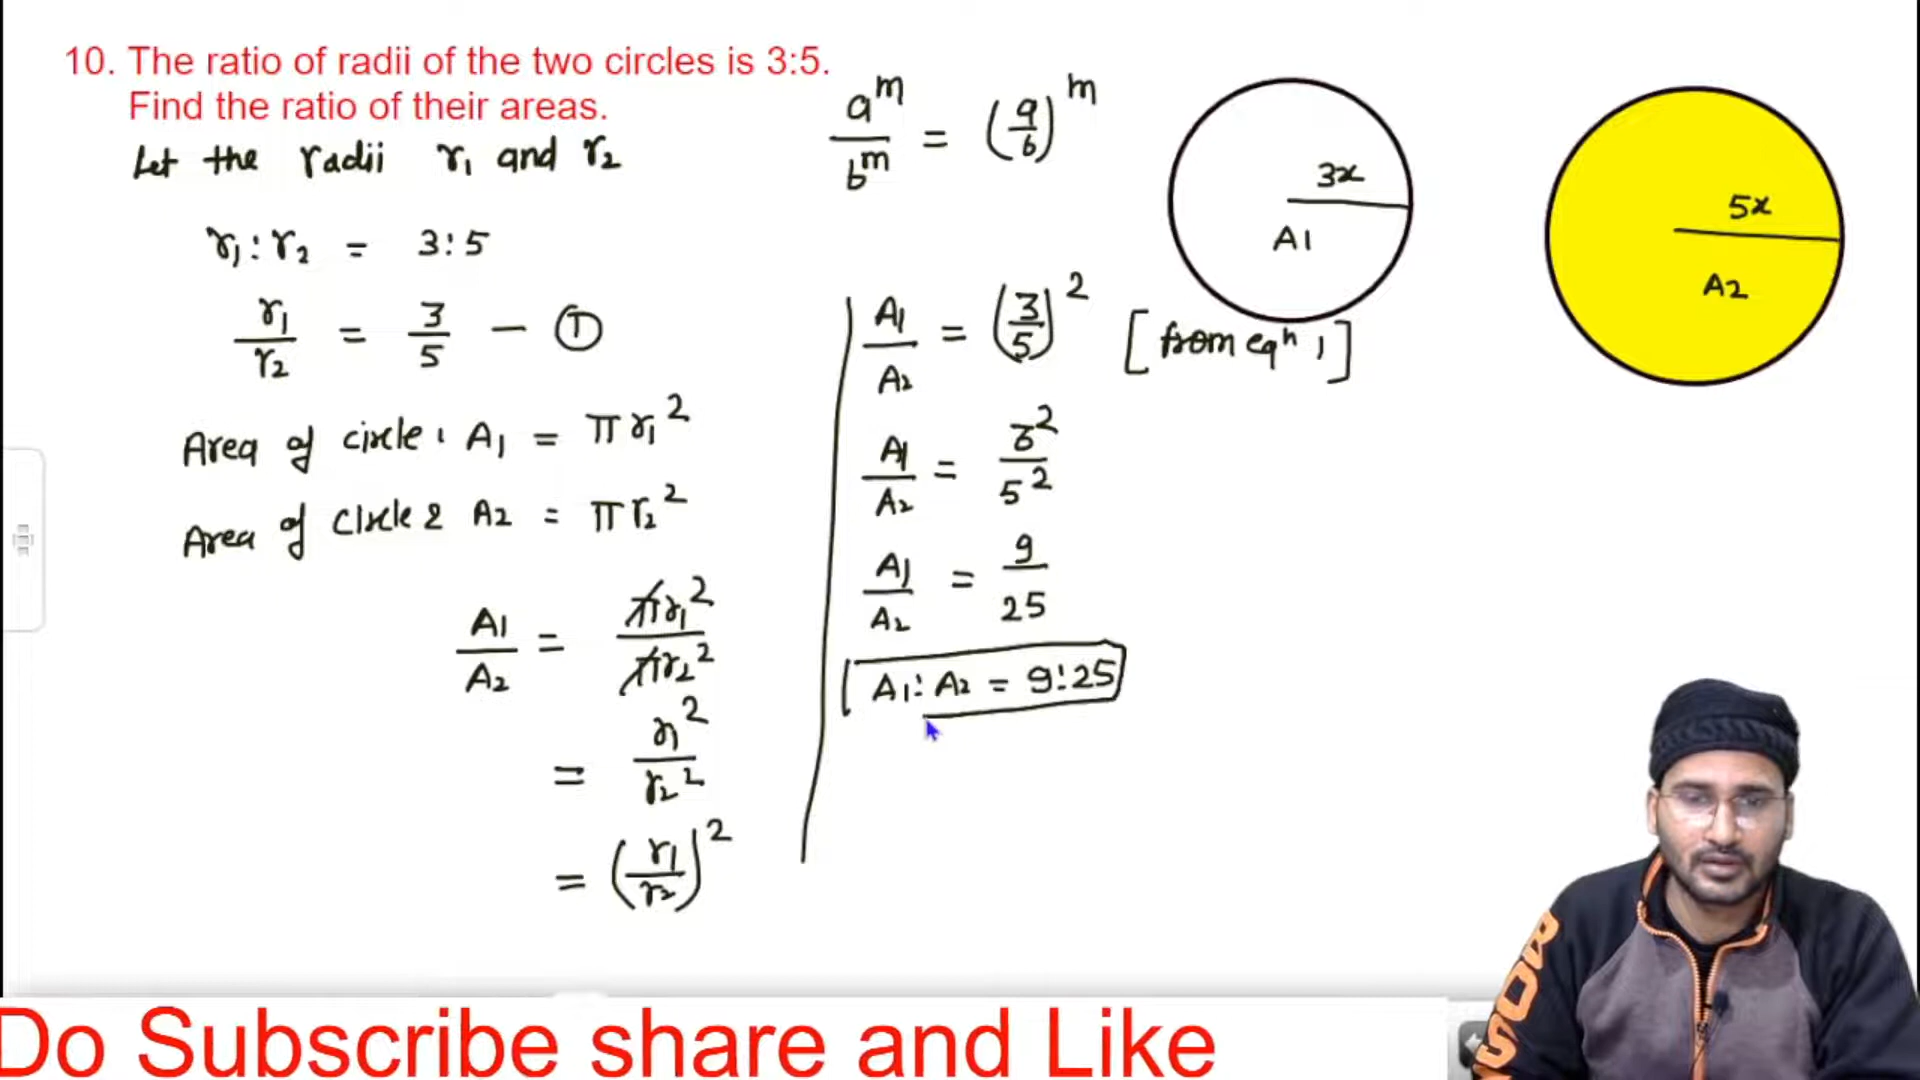 10. The ratio of radii of the two circles is 3:5.
Find the ratio of their areas.
Let the radii r₁ and r₂
r₁ : r₂ = 3 : 5
r₁/r₂ = 3/5 — ①
Area of circle 1 A₁ = πr₁²
Area of circle 2 A₂ = πr₂²
A₁/A₂ = πr₁²/πr₂²
= r₁²/r₂²
= (r₁/r₂)²
aᵐ/bᵐ = (a/b)ᵐ
A₁/A₂ = (3/5)² [from eqⁿ 1]
A₁/A₂ = 3²/5²
A₁/A₂ = 9/25
A₁ : A₂ = 9 : 25
3x
A1
5x
A2
Do Subscribe share and Like
BOSS